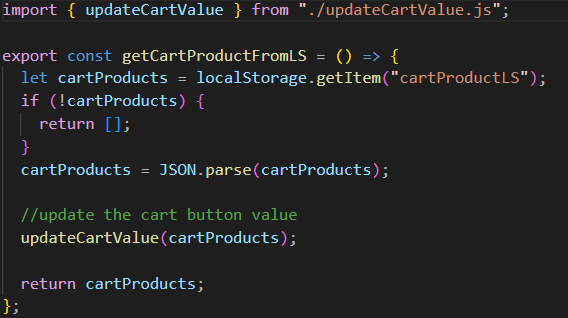 import { updateCartValue } from "./updateCartValue.js";
export const getCartProductFromLS = () => {
let cartProducts = localStorage.getItem("cartProductLS");
if (!cartProducts) {
return [];
}
cartProducts = JSON.parse(cartProducts);
//update the cart button value
updateCartValue(cartProducts);
return cartProducts;
};